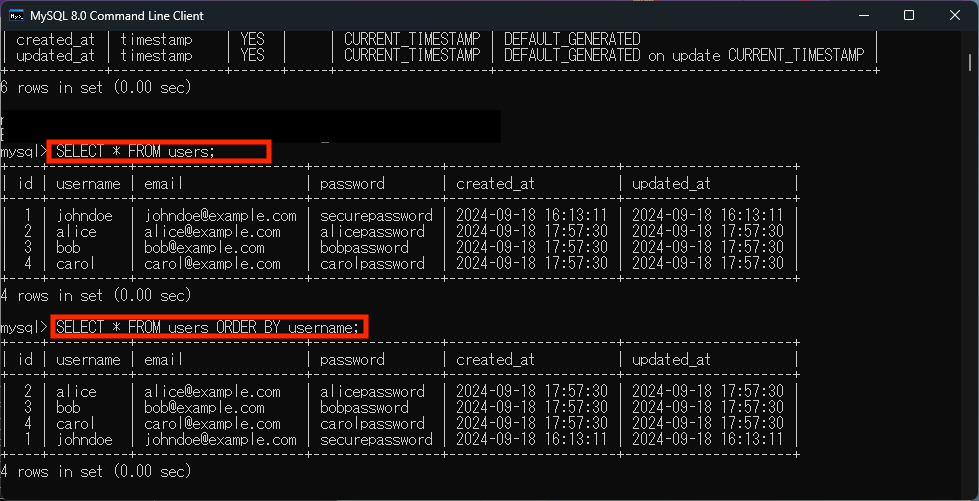 MySQL 8.0 Command Line Client
| created_at | timestamp | YES | | CURRENT_TIMESTAMP | DEFAULT_GENERATED |
| updated_at | timestamp | YES | | CURRENT_TIMESTAMP | DEFAULT_GENERATED on update CURRENT_TIMESTAMP |
6 rows in set (0.00 sec)
mysql> SELECT * FROM users;
| id | username | email | password | created_at | updated_at |
| 1 | johndoe | johndoe@example.com | securepassword | 2024-09-18 16:13:11 | 2024-09-18 16:13:11 |
| 2 | alice | alice@example.com | alicepassword | 2024-09-18 17:57:30 | 2024-09-18 17:57:30 |
| 3 | bob | bob@example.com | bobpassword | 2024-09-18 17:57:30 | 2024-09-18 17:57:30 |
| 4 | carol | carol@example.com | carolpassword | 2024-09-18 17:57:30 | 2024-09-18 17:57:30 |
4 rows in set (0.00 sec)
mysql> SELECT * FROM users ORDER BY username;
| id | username | email | password | created_at | updated_at |
| 2 | alice | alice@example.com | alicepassword | 2024-09-18 17:57:30 | 2024-09-18 17:57:30 |
| 3 | bob | bob@example.com | bobpassword | 2024-09-18 17:57:30 | 2024-09-18 17:57:30 |
| 4 | carol | carol@example.com | carolpassword | 2024-09-18 17:57:30 | 2024-09-18 17:57:30 |
| 1 | johndoe | johndoe@example.com | securepassword | 2024-09-18 16:13:11 | 2024-09-18 16:13:11 |
4 rows in set (0.00 sec)